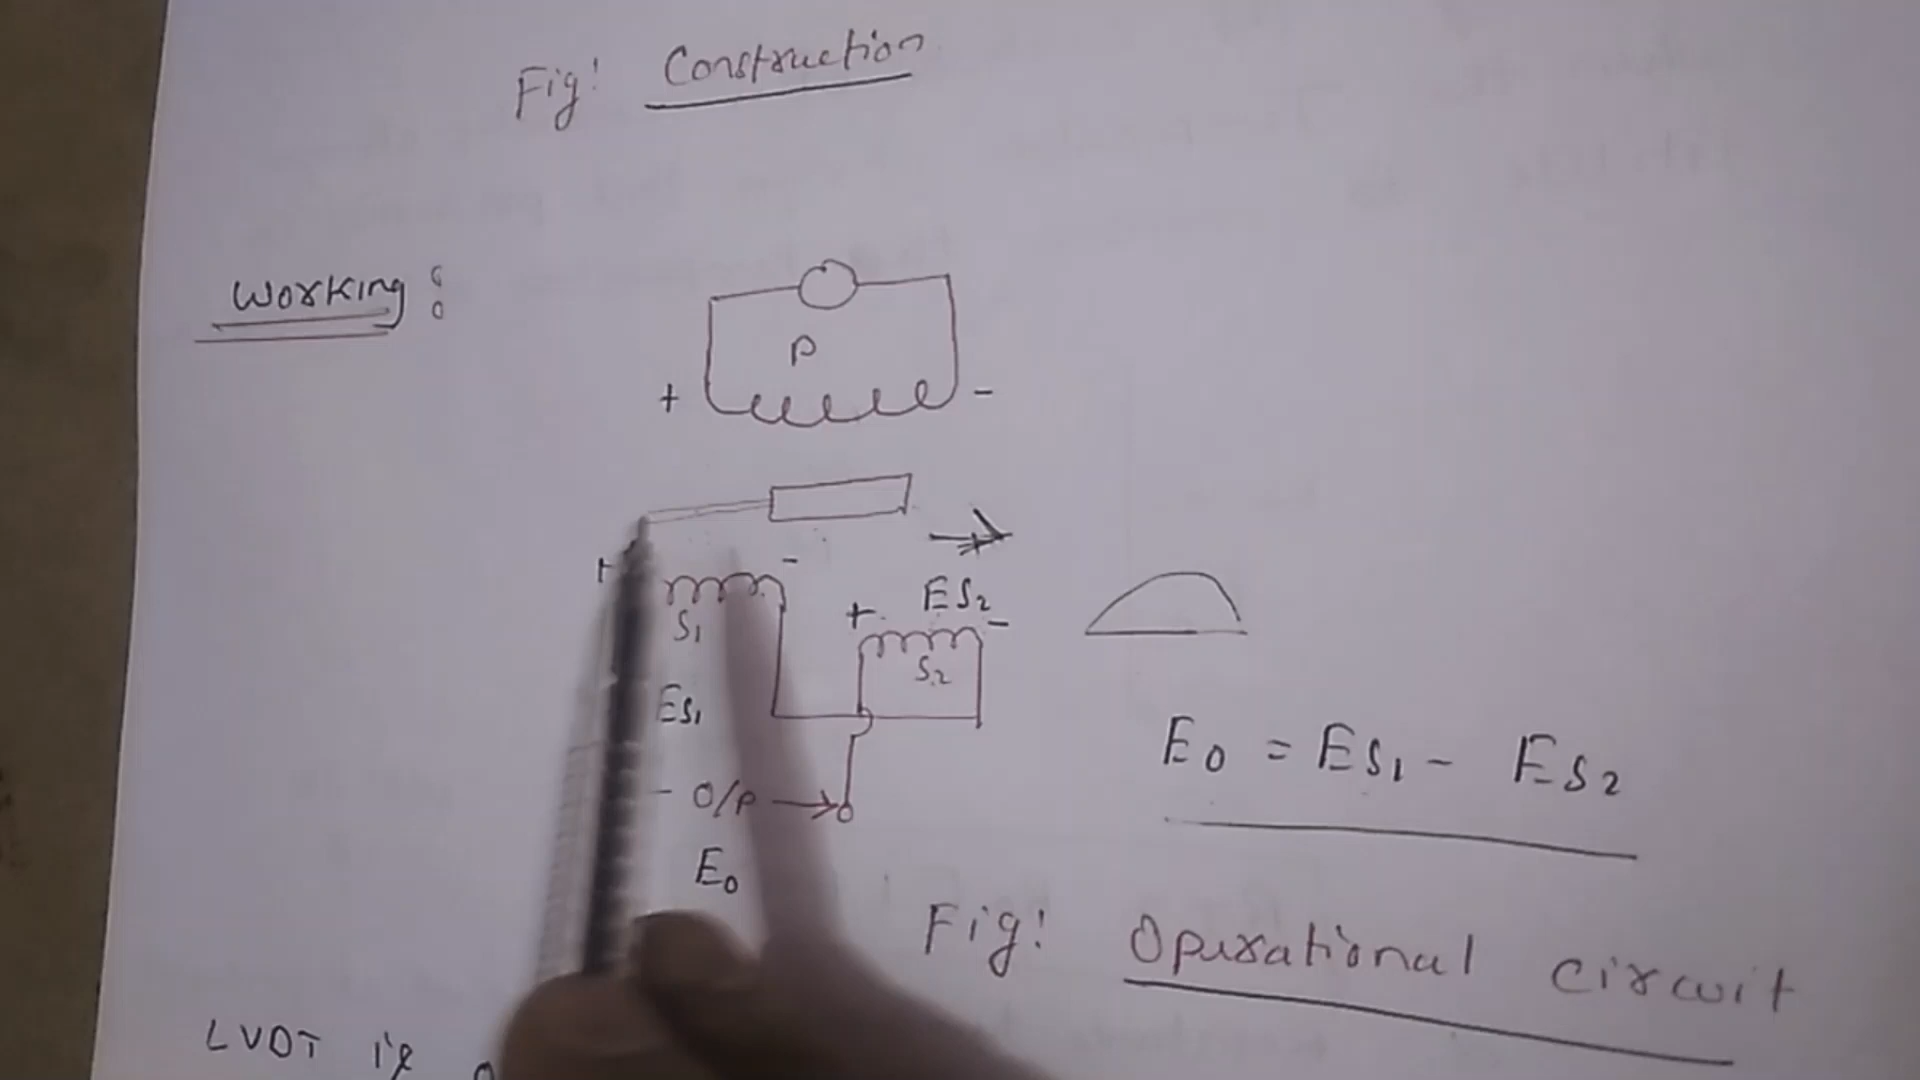 Fig! Construction
Working :
P
+ -
+ -
S1
ES2
+ -
S2
ES1
E0 = ES1 - ES2
- O/P →
E0
Fig! Operational circuit
LVDT is